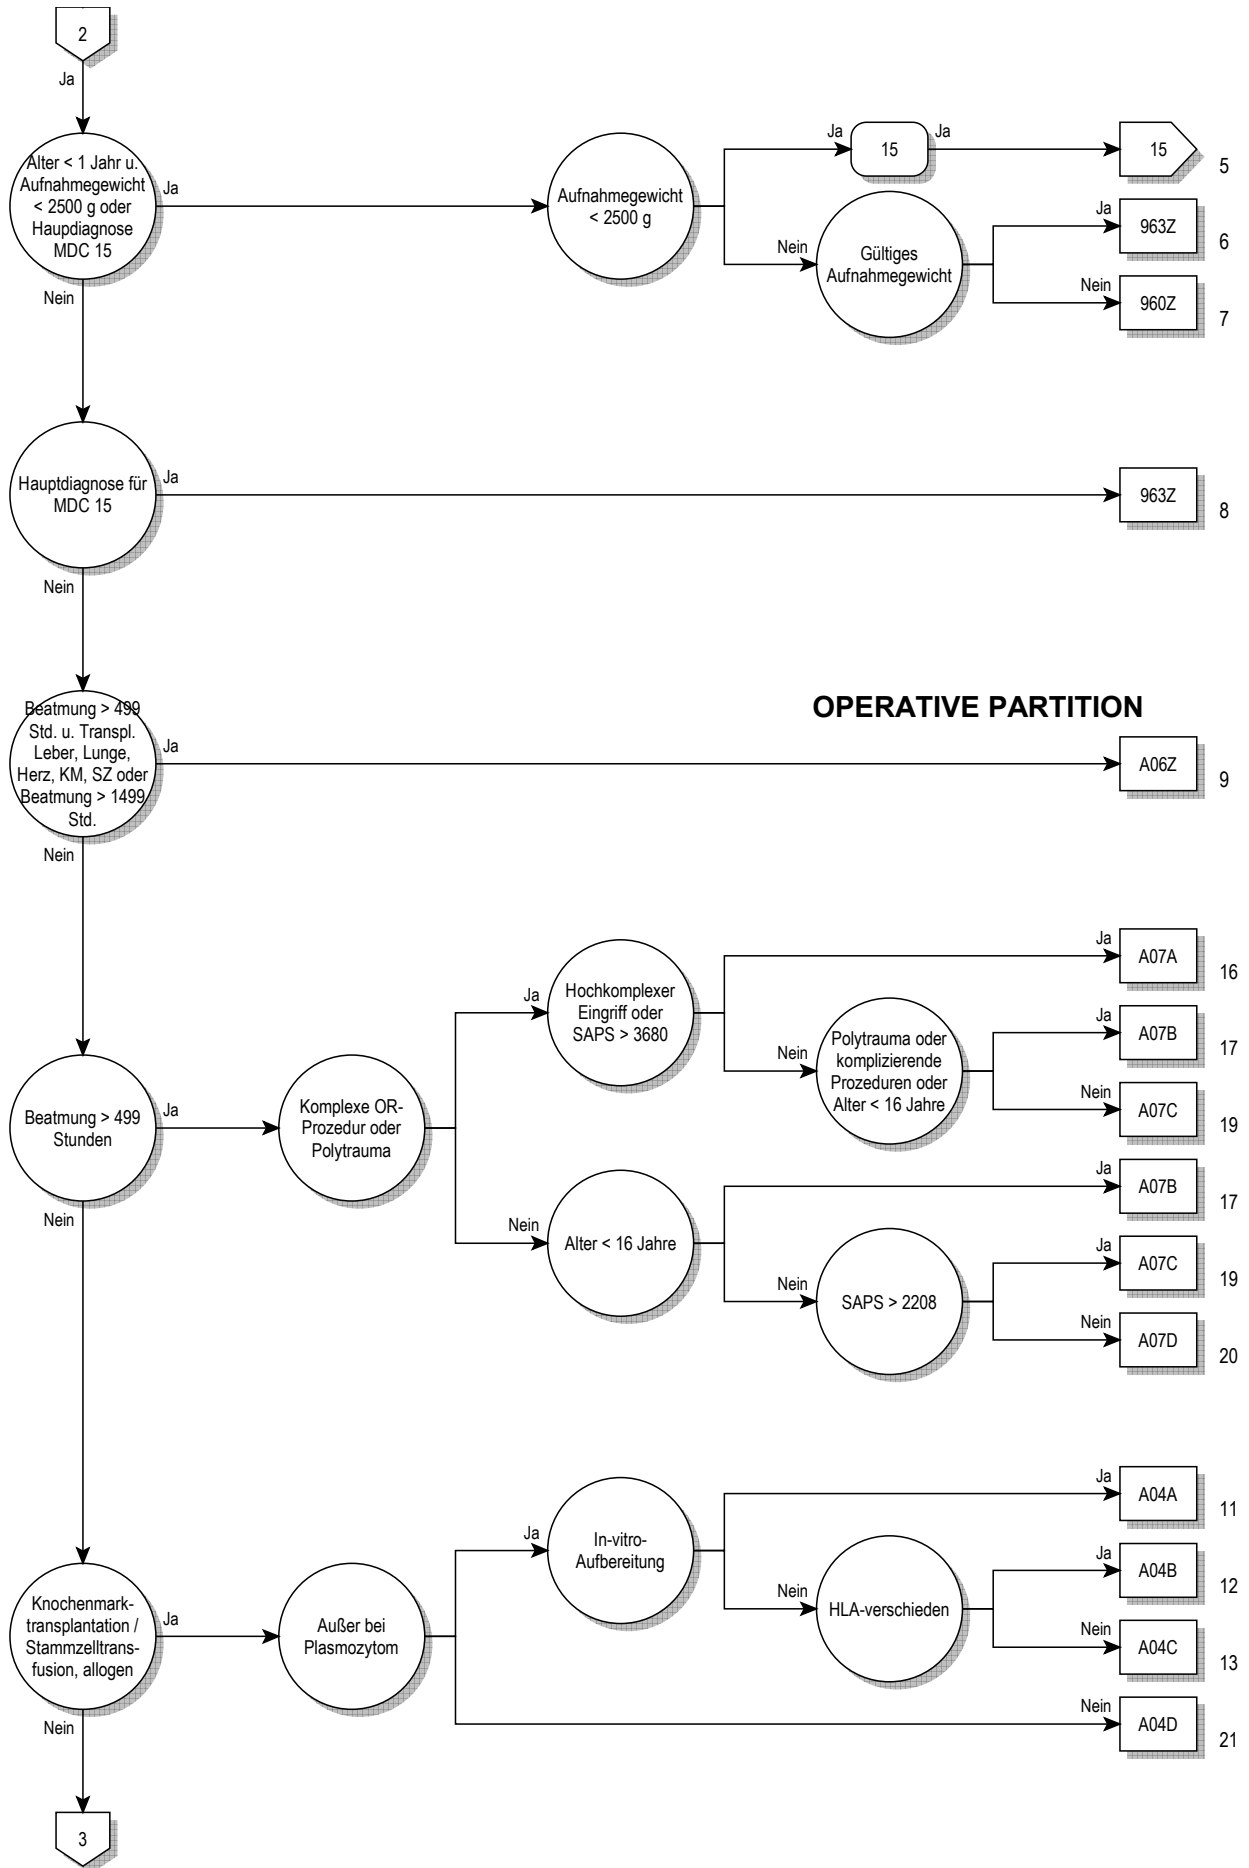 2
Ja
Alter < 1 Jahr u.
Aufnahmegewicht
< 2500 g oder
Haupdiagnose
MDC 15
Ja
Aufnahmegewicht
< 2500 g
Ja
15
Ja
15
5
Nein
Gültiges
Aufnahmegewicht
Ja
963Z
6
Nein
960Z
7
Nein
Hauptdiagnose für
MDC 15
Ja
963Z
8
Nein
OPERATIVE PARTITION
Beatmung > 499
Std. u. Transpl.
Leber, Lunge,
Herz, KM, SZ oder
Beatmung > 1499
Std.
Ja
A06Z
9
Nein
Beatmung > 499
Stunden
Ja
Komplexe OR-
Prozedur oder
Polytrauma
Ja
Hochkomplexer
Eingriff oder
SAPS > 3680
Ja
A07A
16
Nein
Polytrauma oder
komplizierende
Prozeduren oder
Alter < 16 Jahre
Ja
A07B
17
Nein
A07C
19
Nein
Alter < 16 Jahre
Ja
A07B
17
Nein
SAPS > 2208
Ja
A07C
19
Nein
A07D
20
Nein
Knochenmark-
transplantation /
Stammzelltrans-
fusion, allogen
Ja
Außer bei
Plasmozytom
Ja
In-vitro-
Aufbereitung
Ja
A04A
11
Nein
HLA-verschieden
Ja
A04B
12
Nein
A04C
13
Nein
A04D
21
Nein
3